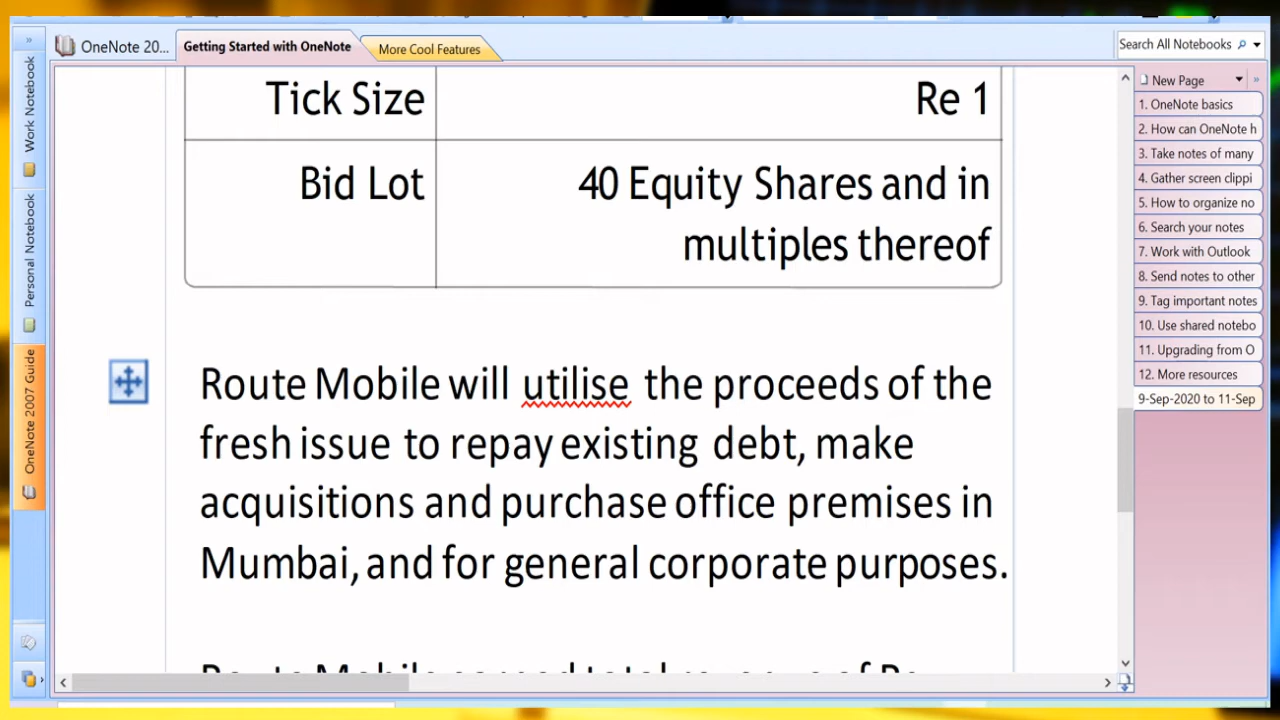 OneNote 20...
Getting Started with OneNote
More Cool Features
Search All Notebooks
Work Notebook
Personal Notebook
OneNote 2007 Guide
Tick Size
Re 1
Bid Lot
40 Equity Shares and in
multiples thereof
Route Mobile will utilise the proceeds of the
fresh issue to repay existing debt, make
acquisitions and purchase office premises in
Mumbai, and for general corporate purposes.
New Page
1. OneNote basics
2. How can OneNote h
3. Take notes of many
4. Gather screen clippi
5. How to organize no
6. Search your notes
7. Work with Outlook
8. Send notes to other
9. Tag important notes
10. Use shared notebo
11. Upgrading from O
12. More resources
9-Sep-2020 to 11-Sep